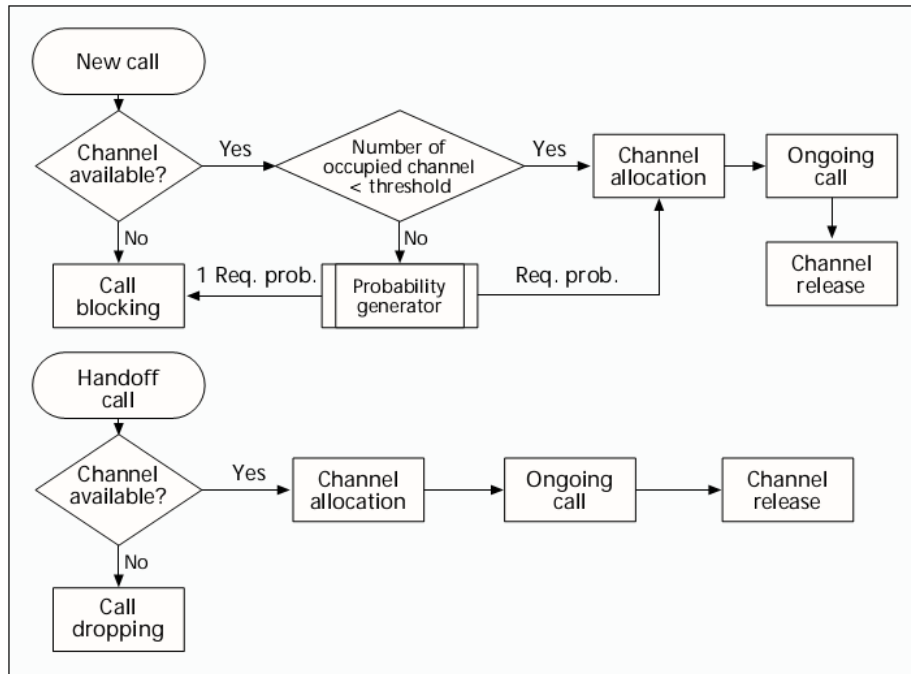 New call
Channel
available?
Yes
Number of
occupied channel
< threshold
Yes
Channel
allocation
Ongoing
call
No
No
Call
blocking
1 Req. prob.
Probability
generator
Req. prob.
Channel
release
Handoff
call
Channel
available?
Yes
Channel
allocation
Ongoing
call
Channel
release
No
Call
dropping